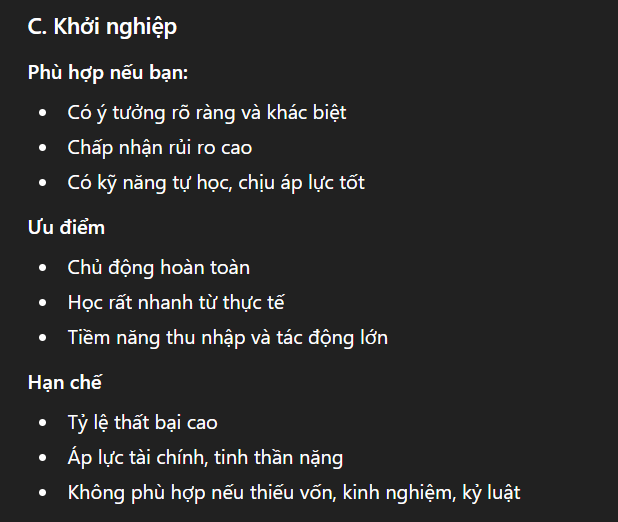 C. Khởi nghiệp
Phù hợp nếu bạn:
• Có ý tưởng rõ ràng và khác biệt
• Chấp nhận rủi ro cao
• Có kỹ năng tự học, chịu áp lực tốt
Ưu điểm
• Chủ động hoàn toàn
• Học rất nhanh từ thực tế
• Tiềm năng thu nhập và tác động lớn
Hạn chế
• Tỷ lệ thất bại cao
• Áp lực tài chính, tinh thần nặng
• Không phù hợp nếu thiếu vốn, kinh nghiệm, kỷ luật